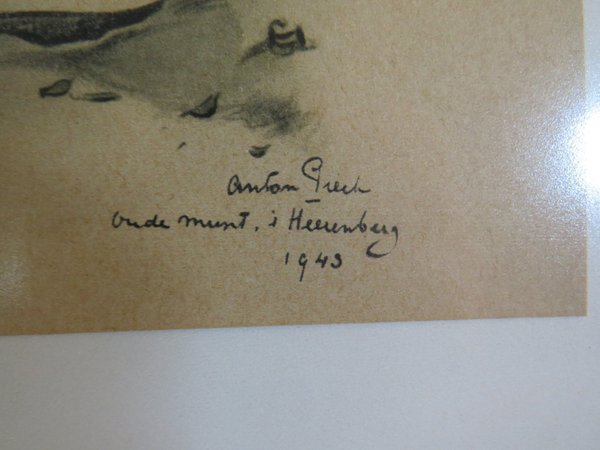 Anton Pieck
Oude munt. 's Heerenberg
1943